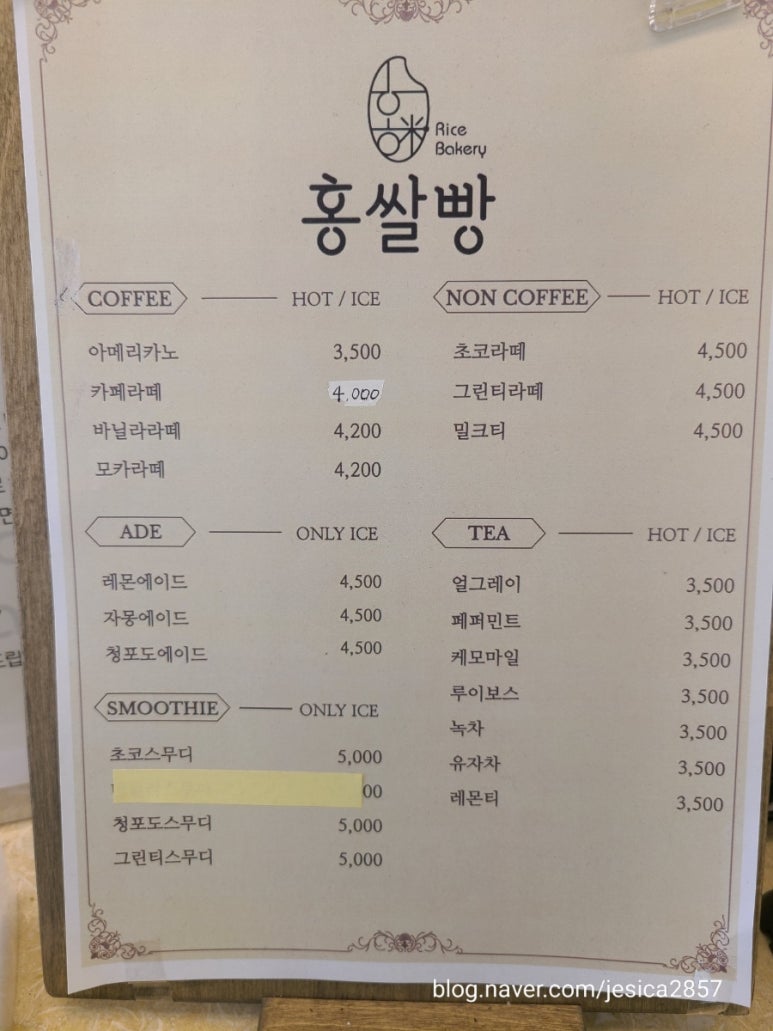 Rice
Bakery
홍쌀빵
COFFEE HOT / ICE
아메리카노 3,500
카페라떼 4,000
바닐라라떼 4,200
모카라떼 4,200
NON COFFEE HOT / ICE
초코라떼 4,500
그린티라떼 4,500
밀크티 4,500
ADE ONLY ICE
레몬에이드 4,500
자몽에이드 4,500
청포도에이드 4,500
TEA HOT / ICE
얼그레이 3,500
페퍼민트 3,500
케모마일 3,500
루이보스 3,500
녹차 3,500
유자차 3,500
레몬티 3,500
SMOOTHIE ONLY ICE
초코스무디 5,000
청포도스무디 5,000
그린티스무디 5,000
blog.naver.com/jesica2857